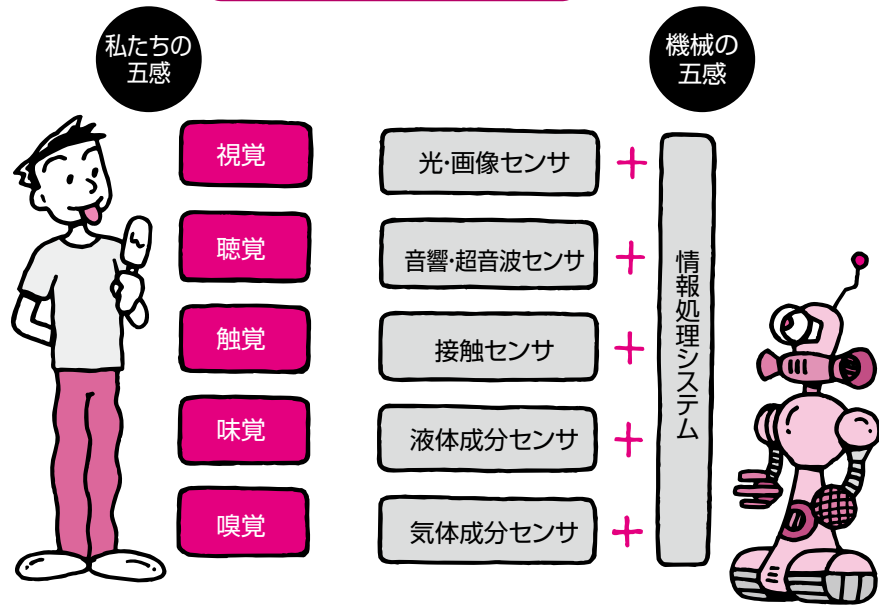 私たちの
五感
機械の
五感
視覚
光・画像センサ
+
聴覚
音響・超音波センサ
+
触覚
接触センサ
+
味覚
液体成分センサ
+
嗅覚
気体成分センサ
+
情報処理システム